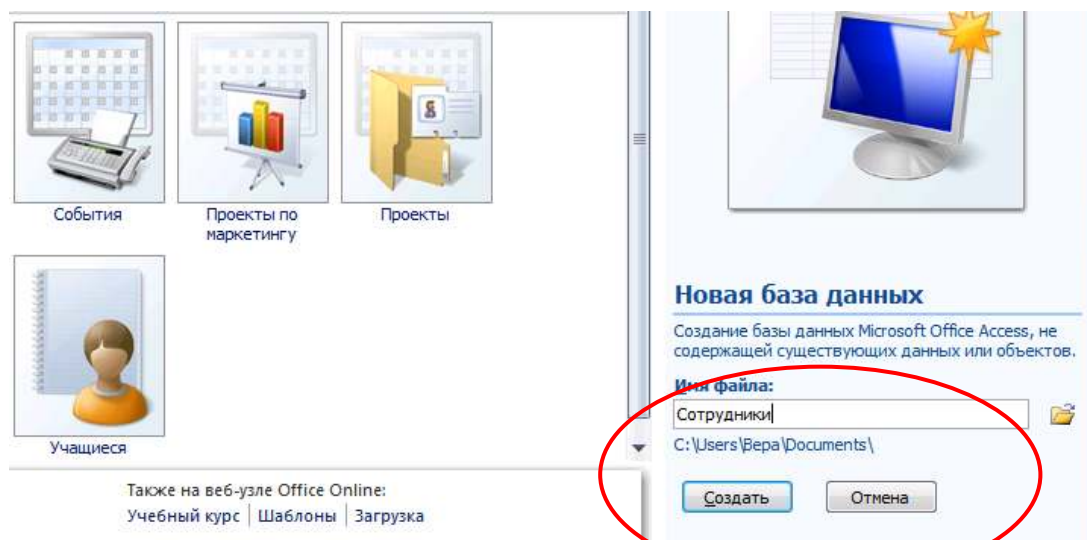 События
Проекты по
маркетингу
Проекты
Учащиеся
Также на веб-узле Office Online:
Учебный курс | Шаблоны | Загрузка
Новая база данных
Создание базы данных Microsoft Office Access, не
содержащей существующих данных или объектов.
Имя файла:
Сотрудники
C:\Users\Вера\Documents\
Создать
Отмена